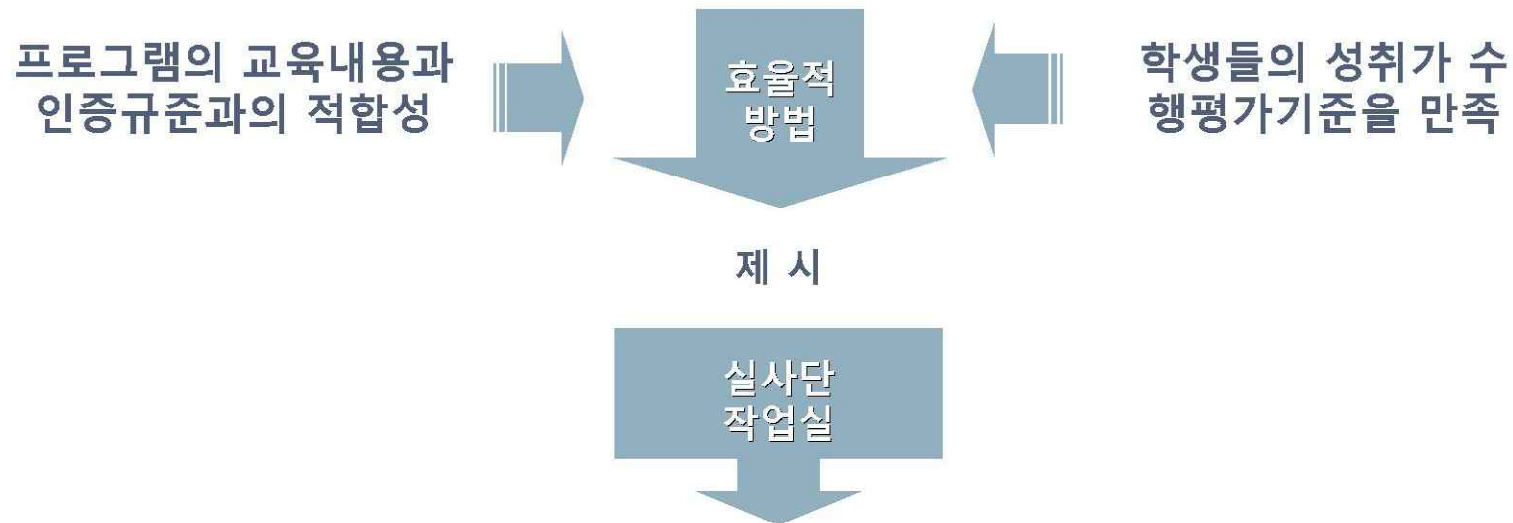 프로그램의 교육내용과
인증규준과의 적합성
효율적
방법
학생들의 성취가 수
행평가기준을 만족
제 시
실사단
작업실